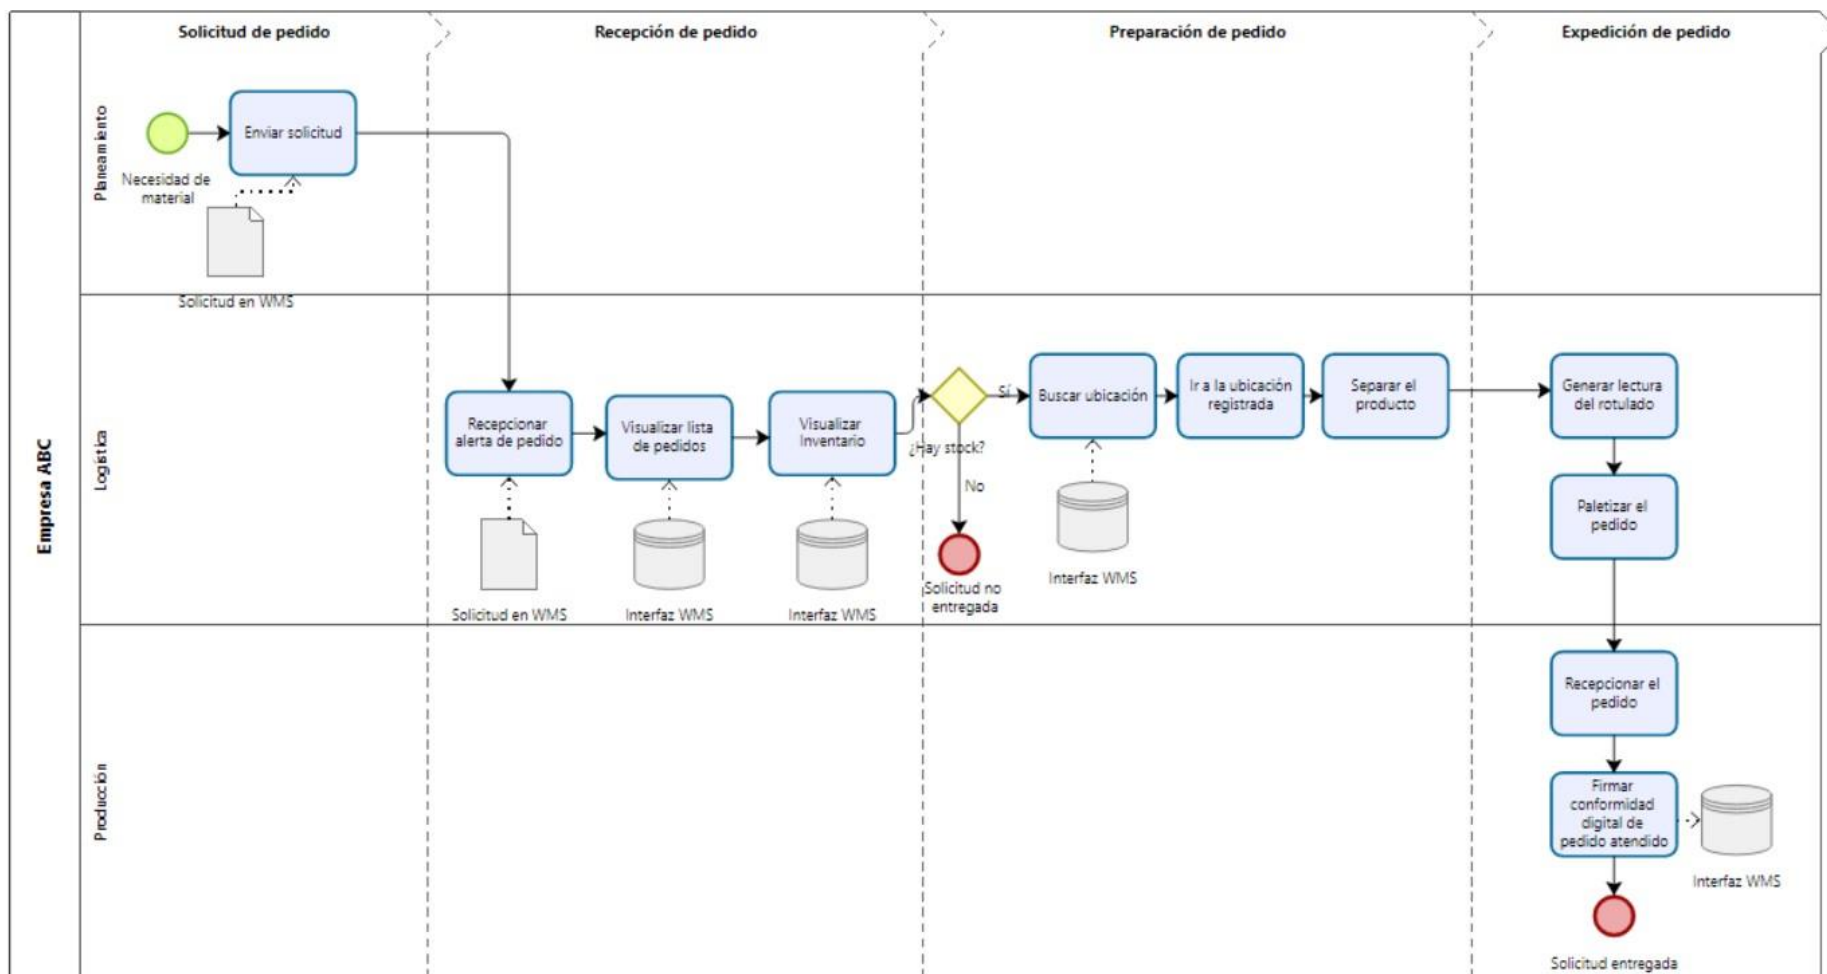 Solicitud de pedido
Recepción de pedido
Preparación de pedido
Expedición de pedido
Empresa ABC
Planeamiento
Necesidad de
material
Enviar solicitud
Solicitud en WMS
Logística
Recepcionar
alerta de pedido
Solicitud en WMS
Visualizar lista
de pedidos
Interfaz WMS
Visualizar
Inventario
Interfaz WMS
¿Hay stock?
Sí
No
Solicitud no
entregada
Buscar ubicación
Interfaz WMS
Ir a la ubicación
registrada
Separar el
producto
Generar lectura
del rotulado
Paletizar el
pedido
Producción
Recepcionar el
pedido
Firmar
conformidad
digital de
pedido atendido
Interfaz WMS
Solicitud entregada